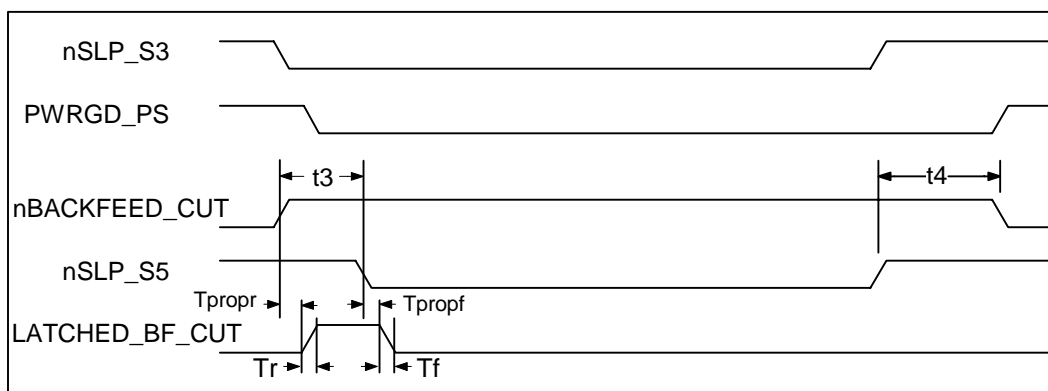 nSLP_S3
PWRGD_PS
t3
t4
nBACKFEED_CUT
nSLP_S5
Tpropr
Tpropf
LATCHED_BF_CUT
Tr
Tf